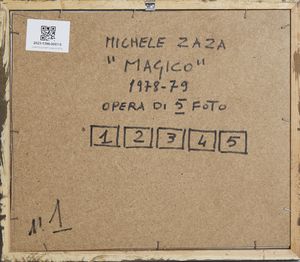 MICHELE ZAZA
"MAGICO"
1978-79
OPERA DI 5 FOTO
1 2 3 4 5
N° 1